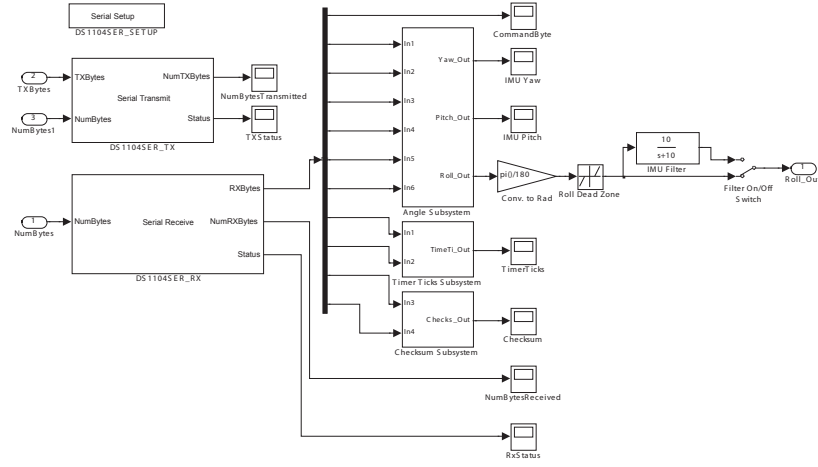 Serial Setup
DS1104SER_SETUP
2
TXBytes
3
NumBytes1
TXBytes
NumBytes
Serial Transmit
NumTXBytes
Status
DS1104SER_TX
NumBytesTransmitted
TXStatus
1
NumBytes
NumBytes
Serial Receive
RXBytes
NumRXBytes
Status
DS1104SER_RX
CommandByte
In1
In2
In3
In4
In5
In6
Yaw_Out
Pitch_Out
Roll_Out
Angle Subsystem
IMU Yaw
IMU Pitch
pi()/180
Conv. to Rad
Roll Dead Zone
10
s+10
IMU Filter
Filter On/Off
Switch
1
Roll_Ou
In1
In2
TimeTi_Out
Timer Ticks Subsystem
TimerTicks
In3
In4
Checks_Out
Checksum Subsystem
Checksum
NumBytesReceived
RxStatus